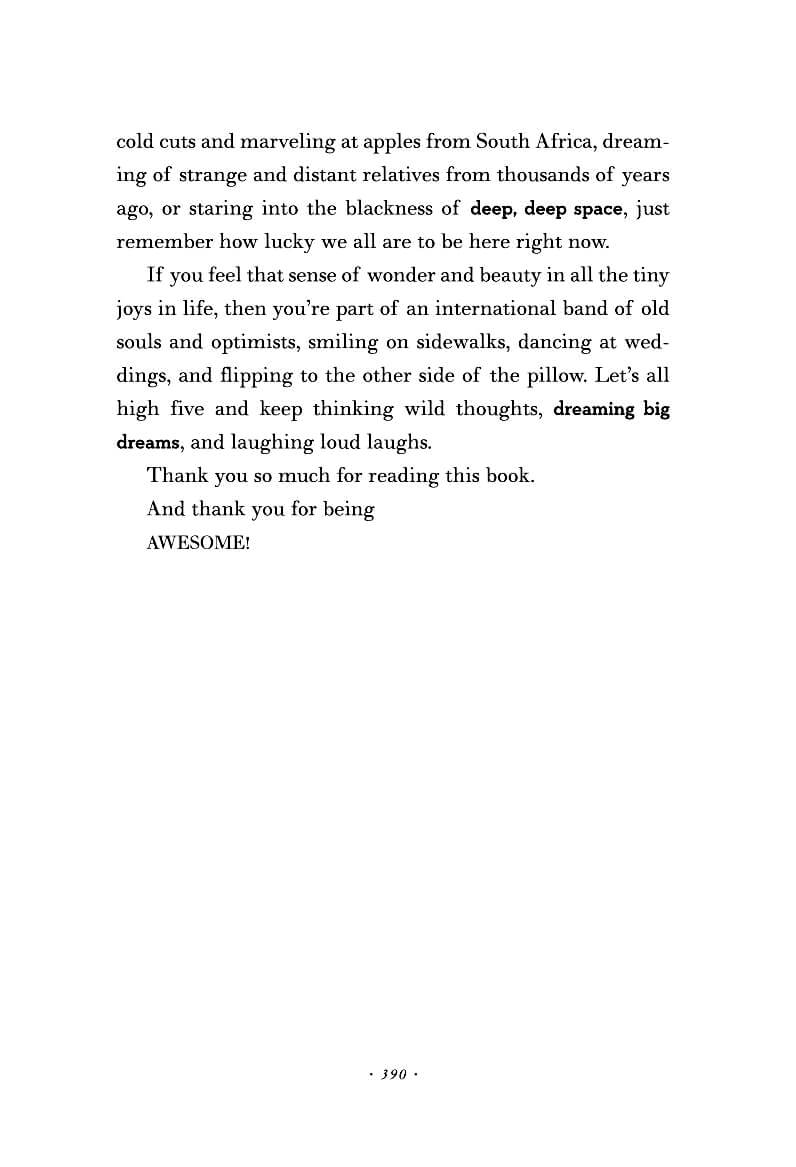 cold cuts and marveling at apples from South Africa, dream-
ing of strange and distant relatives from thousands of years
ago, or staring into the blackness of deep, deep space, just
remember how lucky we all are to be here right now.
If you feel that sense of wonder and beauty in all the tiny
joys in life, then you’re part of an international band of old
souls and optimists, smiling on sidewalks, dancing at wed-
dings, and flipping to the other side of the pillow. Let’s all
high five and keep thinking wild thoughts, dreaming big
dreams, and laughing loud laughs.
Thank you so much for reading this book.
And thank you for being
AWESOME!
· 390 ·